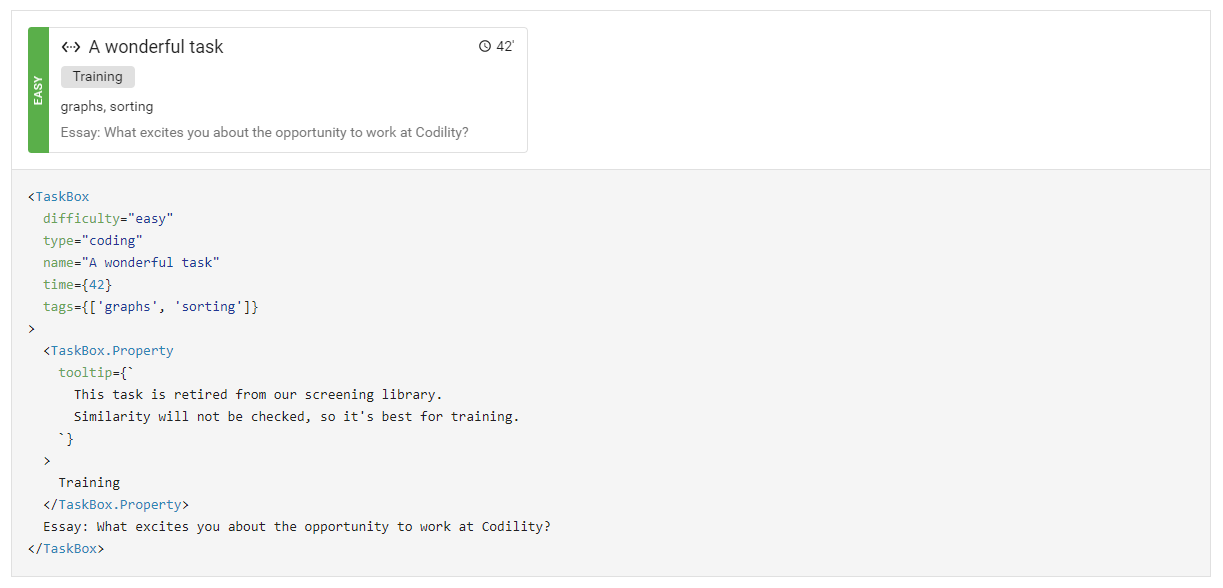 EASY
A wonderful task
42'
Training
graphs, sorting
Essay: What excites you about the opportunity to work at Codility?
<TaskBox
  difficulty="easy"
  type="coding"
  name="A wonderful task"
  time={42}
  tags={['graphs', 'sorting']}
>
  <TaskBox.Property
    tooltip={`
      This task is retired from our screening library.
      Similarity will not be checked, so it's best for training.
    `}
  >
    Training
  </TaskBox.Property>
  Essay: What excites you about the opportunity to work at Codility?
</TaskBox>